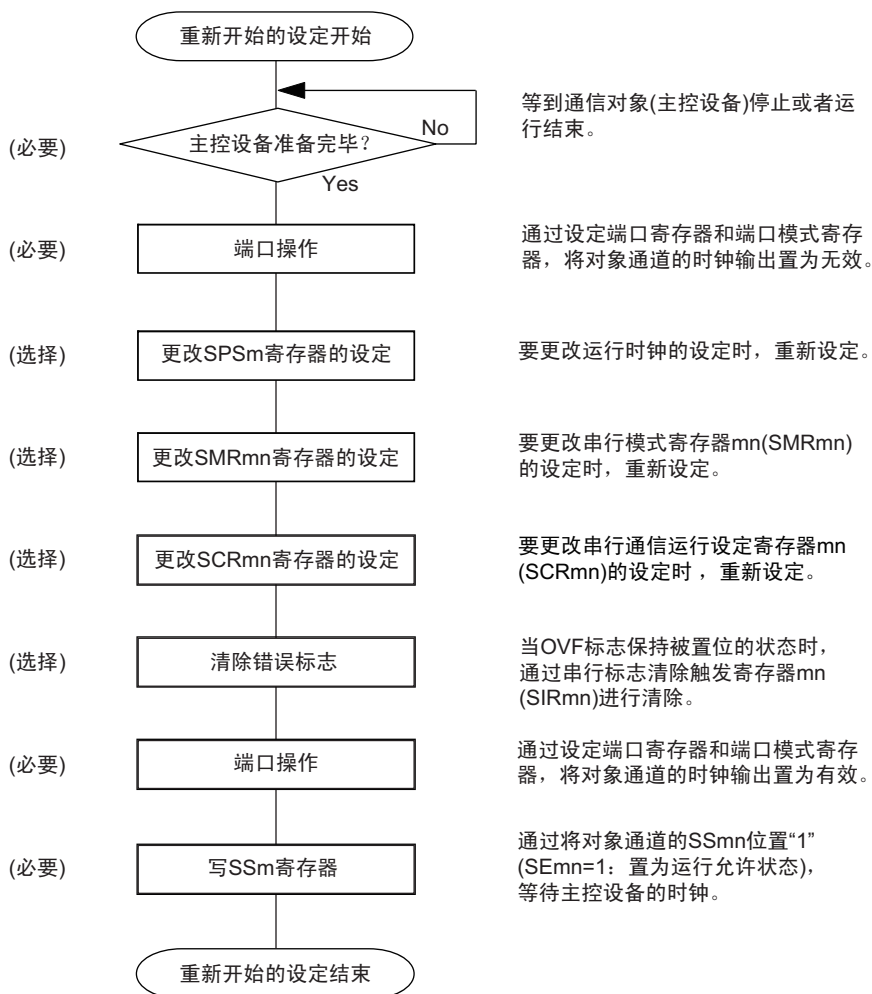 重新开始的设定开始
等到通信对象(主控设备)停止或者运
行结束。
(必要)
主控设备准备完毕？
No
Yes
(必要)
端口操作
通过设定端口寄存器和端口模式寄存
器，将对象通道的时钟输出置为无效。
(选择)
更改SPSm寄存器的设定
要更改运行时钟的设定时，重新设定。
(选择)
更改SMRmn寄存器的设定
要更改串行模式寄存器mn(SMRmn)
的设定时，重新设定。
(选择)
更改SCRmn寄存器的设定
要更改串行通信运行设定寄存器mn
(SCRmn)的设定时 ，重新设定。
(选择)
清除错误标志
当OVF标志保持被置位的状态时，
通过串行标志清除触发寄存器mn
(SIRmn)进行清除。
(必要)
端口操作
通过设定端口寄存器和端口模式寄存
器，将对象通道的时钟输出置为有效。
(必要)
写SSm寄存器
通过将对象通道的SSmn位置“1”
(SEmn=1：置为运行允许状态)，
等待主控设备的时钟。
重新开始的设定结束